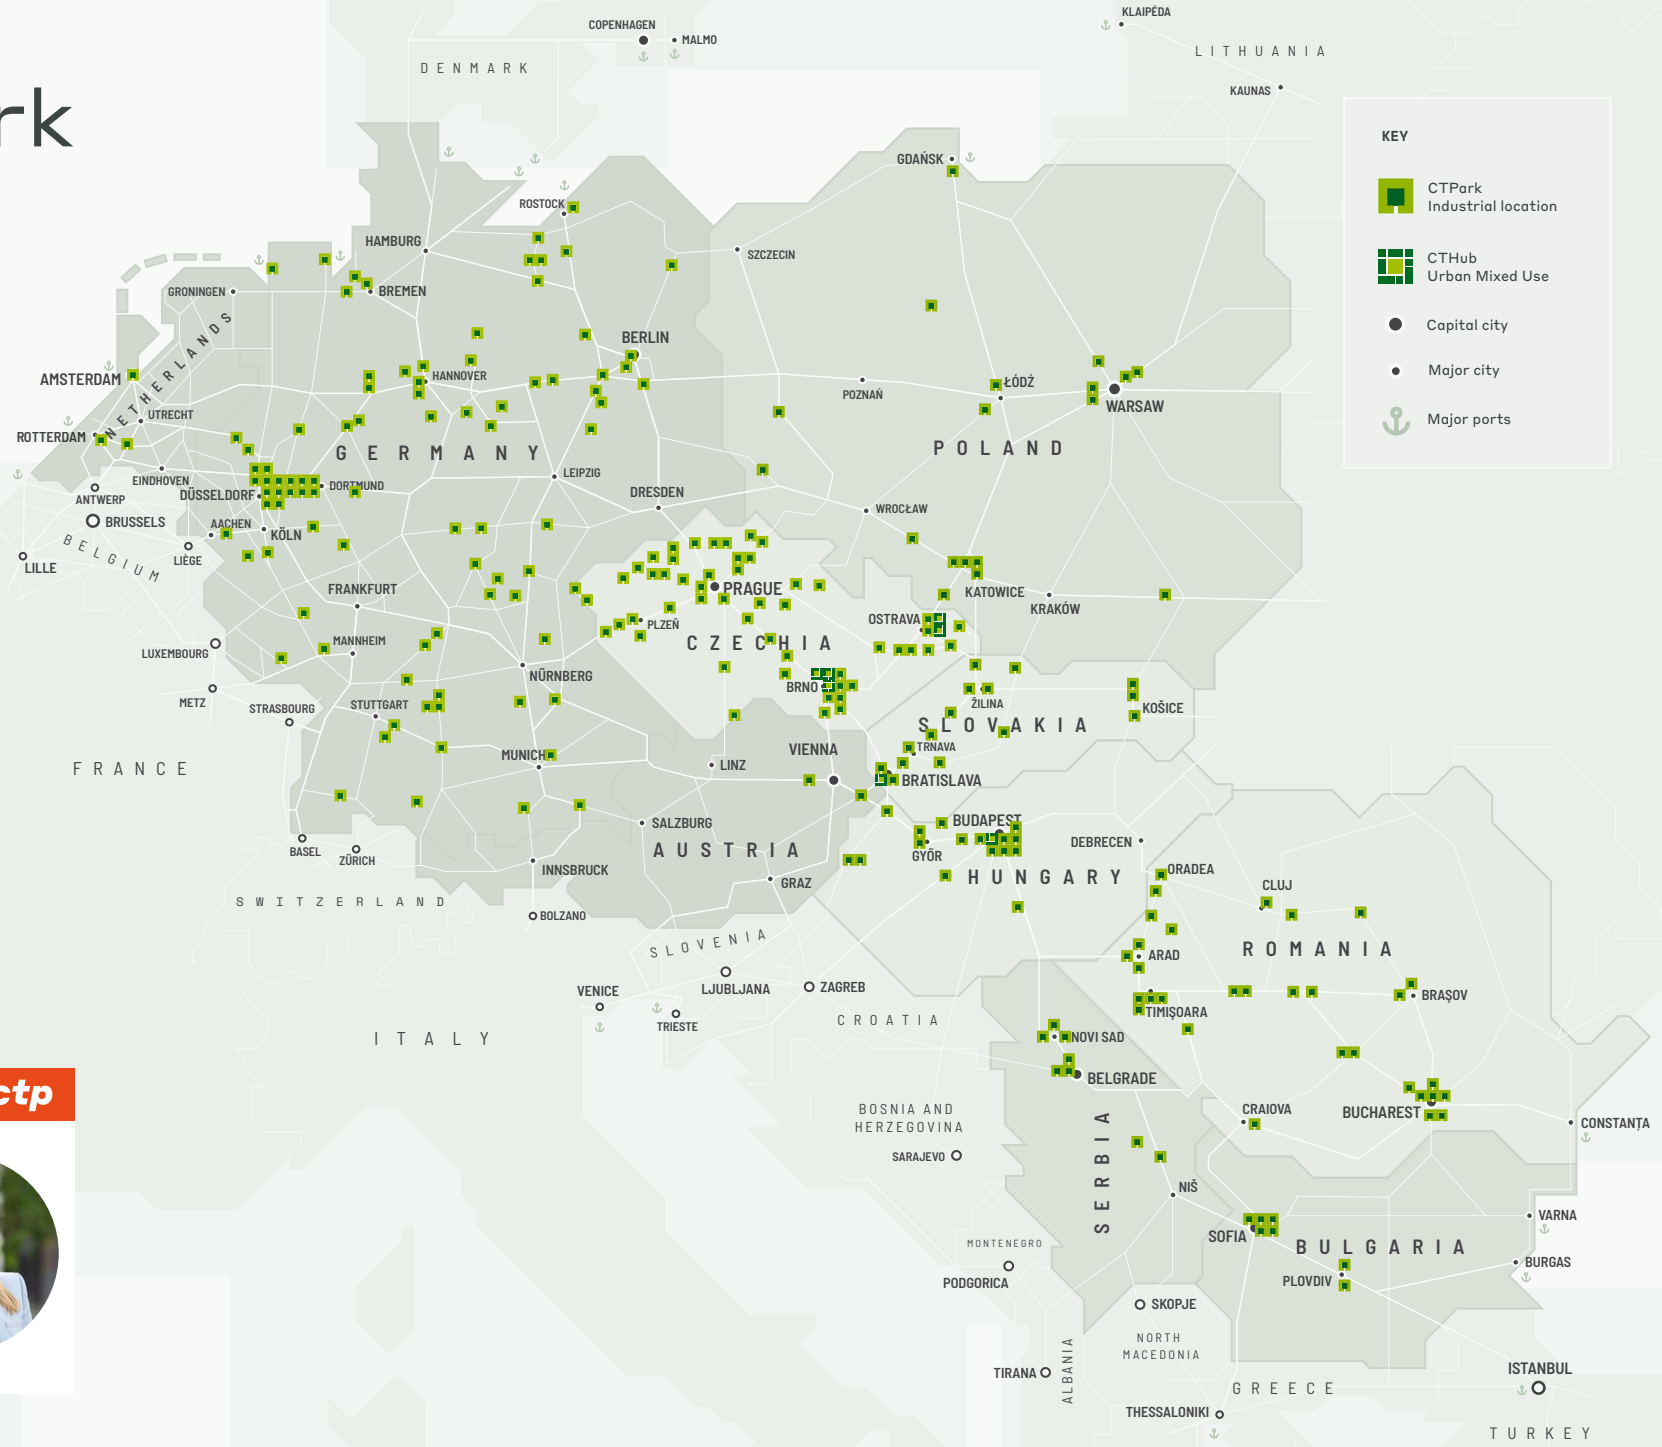 rk
COPENHAGEN
MALMO
DENMARK
KLAIPÉDA
LITHUANIA
KAUNAS
KEY
CTPark
Industrial location
CTHub
Urban Mixed Use
Capital city
Major city
Major ports
GDAŃSK
ROSTOCK
HAMBURG
SZCZECIN
GRONINGEN
BREMEN
NETHERLANDS
BERLIN
AMSTERDAM
HANNOVER
POZNAŃ
ŁÓDŹ
WARSAW
UTRECHT
ROTTERDAM
GERMANY
POLAND
EINDHOVEN
LEIPZIG
DORTMUND
DÜSSELDORF
DRESDEN
ANTWERP
BRUSSELS
AACHEN
KÖLN
WROCŁAW
BELGIUM
LIÈGE
LILLE
FRANKFURT
PRAGUE
KATOWICE
KRAKÓW
OSTRAVA
PLZEŇ
CZECHIA
MANNHEIM
LUXEMBOURG
NÜRNBERG
BRNO
METZ
STRASBOURG
STUTTGART
ŽILINA
KOŠICE
SLOVAKIA
TRNAVA
VIENNA
MUNICH
LINZ
FRANCE
BRATISLAVA
SALZBURG
BUDAPEST
DEBRECEN
BASEL
ZÜRICH
AUSTRIA
GYŐR
INNSBRUCK
HUNGARY
ORADEA
GRAZ
CLUJ
SWITZERLAND
BOLZANO
SLOVENIA
ROMANIA
ARAD
LJUBLJANA
ZAGREB
VENICE
BRAŞOV
TIMIŞOARA
TRIESTE
CROATIA
ITALY
NOVI SAD
BELGRADE
ctp
BOSNIA AND
HERZEGOVINA
CRAIOVA
BUCHAREST
CONSTANȚA
SARAJEVO
SERBIA
NIŠ
VARNA
SOFIA
BULGARIA
MONTENEGRO
PODGORICA
PLOVDIV
BURGAS
SKOPJE
NORTH
MACEDONIA
TIRANA
ALBANIA
ISTANBUL
GREECE
THESSALONIKI
TURKEY